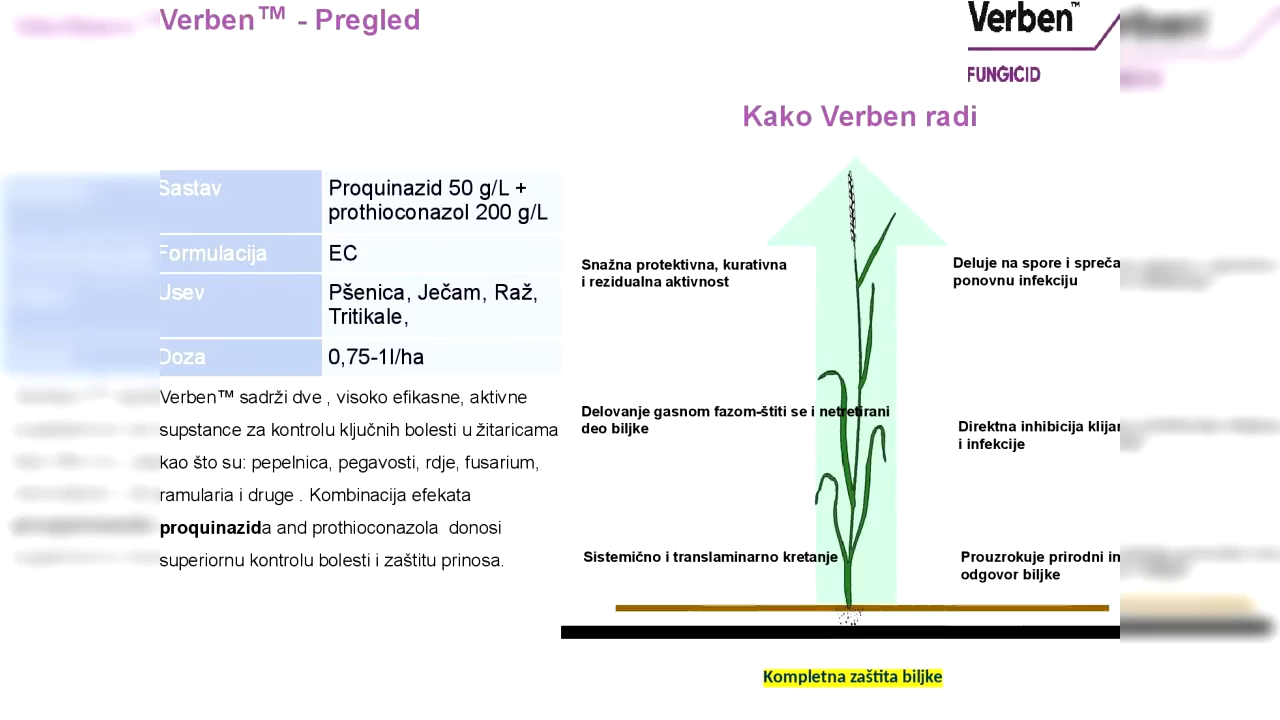 Verben™ - Pregled
Verben™
FUNGICID
Kako Verben radi
Sastav
Proquinazid 50 g/L +
prothioconazol 200 g/L
Formulacija
EC
Usev
Pšenica, Ječam, Raž,
Tritikale,
Doza
0,75-1l/ha
Verben™ sadrži dve , visoko efikasne, aktivne
supstance za kontrolu ključnih bolesti u žitaricama
kao što su: pepelnica, pegavosti, rdje, fusarium,
ramularia i druge . Kombinacija efekata
proquinazida and prothioconazola donosi
superiornu kontrolu bolesti i zaštitu prinosa.
Snažna protektivna, kurativna
i rezidualna aktivnost
Deluje na spore i spreča
ponovnu infekciju
Delovanje gasnom fazom-štiti se i netretirani
deo biljke
Direktna inhibicija
i infekcije
Sistemično i translaminarno kretanje
Prouzrokuje prirodni
odgovor biljke
Kompletna zaštita biljke